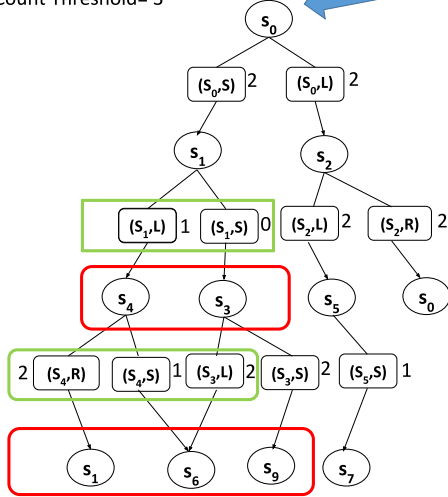 ount Threshold= 3
s₀
(S₀,S) 2 (S₀,L) 2
s₁ s₂
(S₁,L) 1 (S₁,S) 0 (S₂,L) 2 (S₂,R) 2
s₄ s₃ s₅ s₀
2 (S₄,R) (S₄,S) 1 (S₃,L) 2 (S₃,S) 2 (S₅,S) 1
s₁ s₆ s₉ s₇